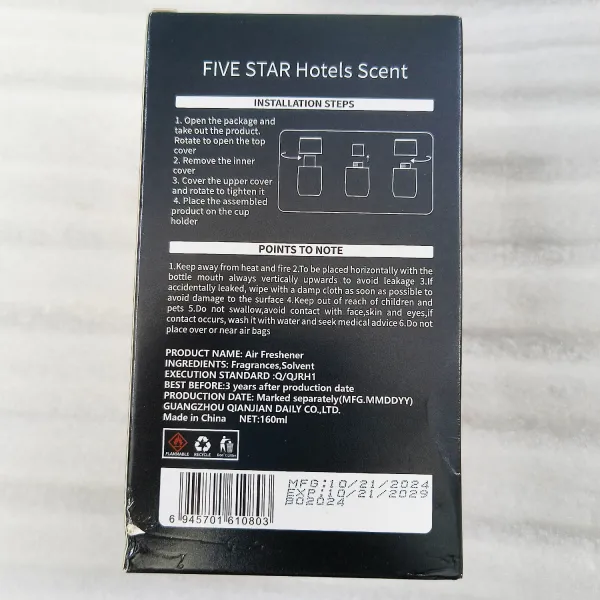 FIVE STAR Hotels Scent
INSTALLATION STEPS
1. Open the package and
take out the product.
Rotate to open the top
cover
2. Remove the inner
cover
3. Cover the upper cover
and rotate to tighten it
4. Place the assembled
product on the cup
holder
POINTS TO NOTE
1.Keep away from heat and fire 2.To be placed horizontally with the
bottle mouth always vertically upwards to avoid leakage 3.If
accidentally leaked, wipe with a damp cloth as soon as possible to
avoid damage to the surface 4.Keep out of reach of children and
pets 5.Do not swallow,avoid contact with face,skin and eyes,if
contact occurs, wash it with water and seek medical advice 6.Do not
place over or near air bags
PRODUCT NAME: Air Freshener
INGREDIENTS: Fragrances,Solvent
EXECUTION STANDARD :Q/QJRH1
BEST BEFORE:3 years after production date
PRODUCTION DATE: Marked separately(MFG.MMDDYY)
GUANGZHOU QIANJIAN DAILY CO.,LTD.
Made in China NET:160ml
FLAMMABLE RECYCLE DON'T LITTER
MFG:10/21/2024
EXP:10/21/2029
B02024
6 945701 610803